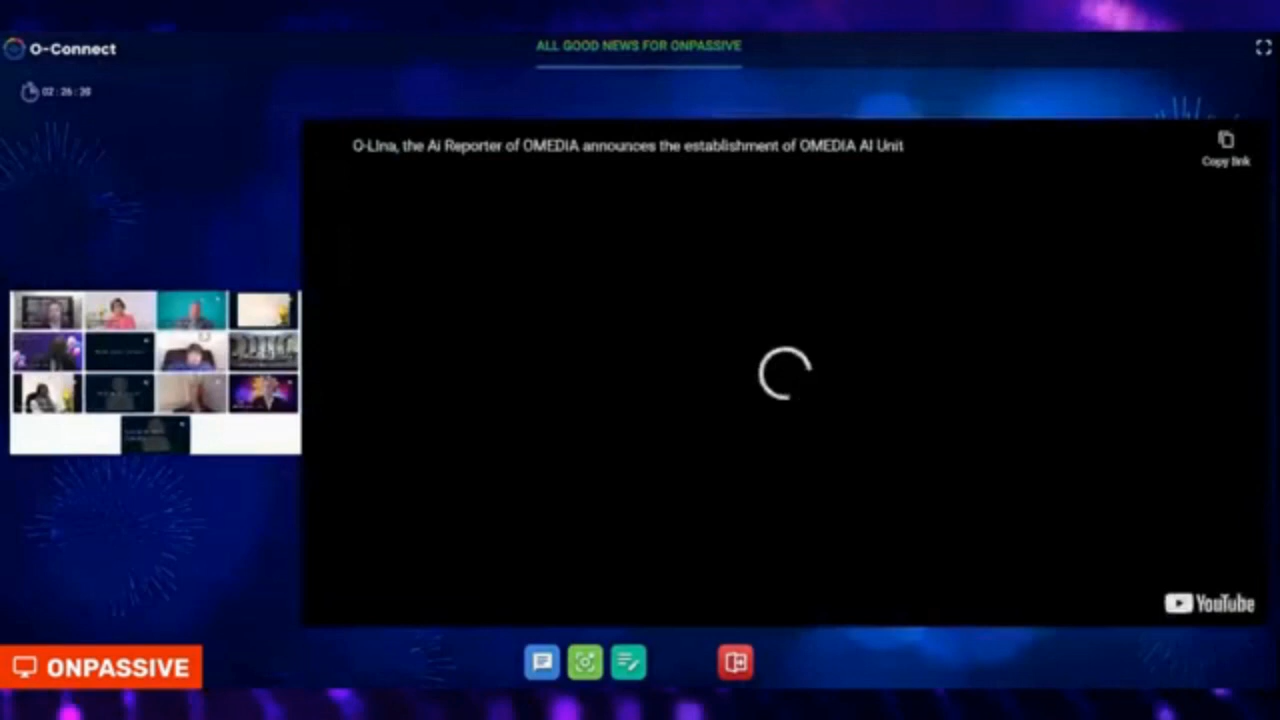 O-Connect
ALL GOOD NEWS FOR ONPASSIVE
02 : 26 : 20
O-LIna, the Ai Reporter of OMEDIA announces the establishment of OMEDIA AI Unit
Copy link
YouTube
ONPASSIVE